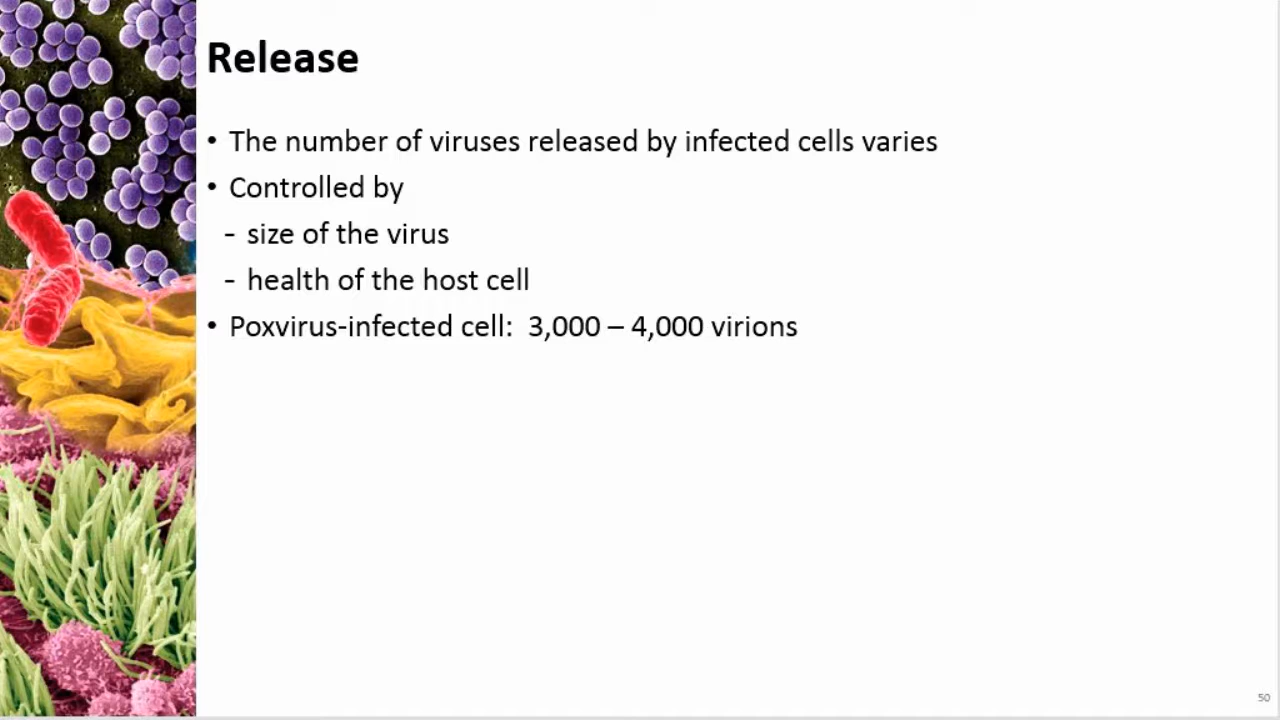 Release
• The number of viruses released by infected cells varies
• Controlled by
- size of the virus
- health of the host cell
• Poxvirus-infected cell:  3,000 – 4,000 virions
50